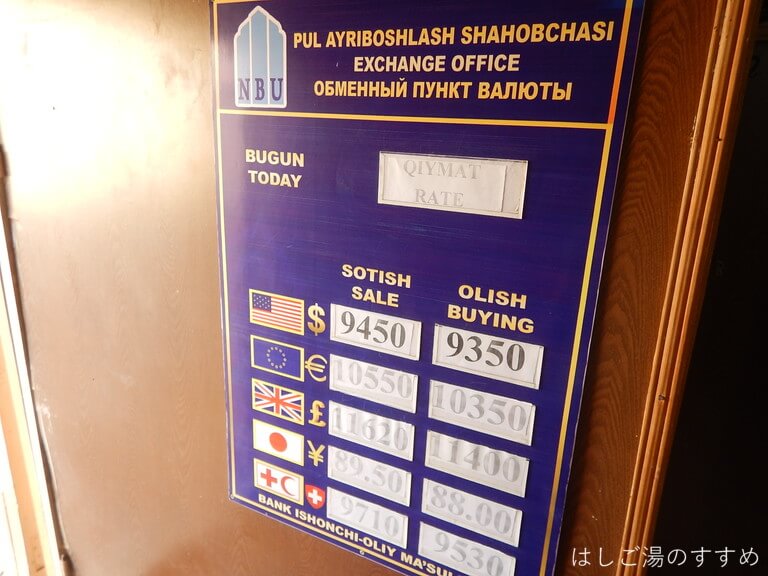 NBU
PUL AYRIBOSHLASH SHAHOBCHASI
EXCHANGE OFFICE
ОБМЕННЫЙ ПУНКТ ВАЛЮТЫ
BUGUN
TODAY
QIYMAT
RATE
SOTISH
SALE
OLISH
BUYING
$ 9450 9350
€ 10550 10350
£ 11620 11400
¥ 89.50 88.00
9710 9530
BANK ISHONCHI-OLIY
はしご湯のすすめ